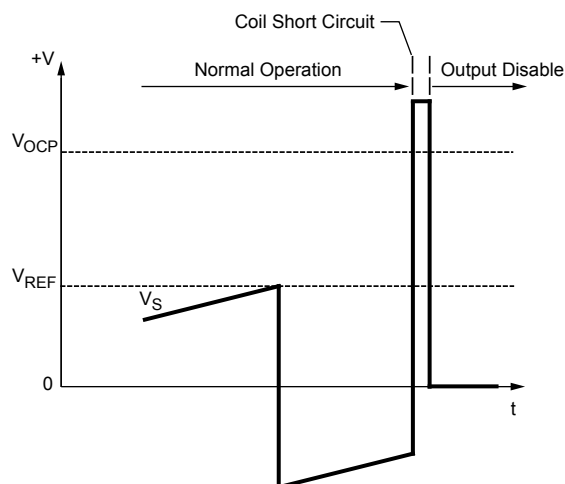 Coil Short Circuit
+V
Normal Operation
Output Disable
VOCP
VREF
VS
0
t